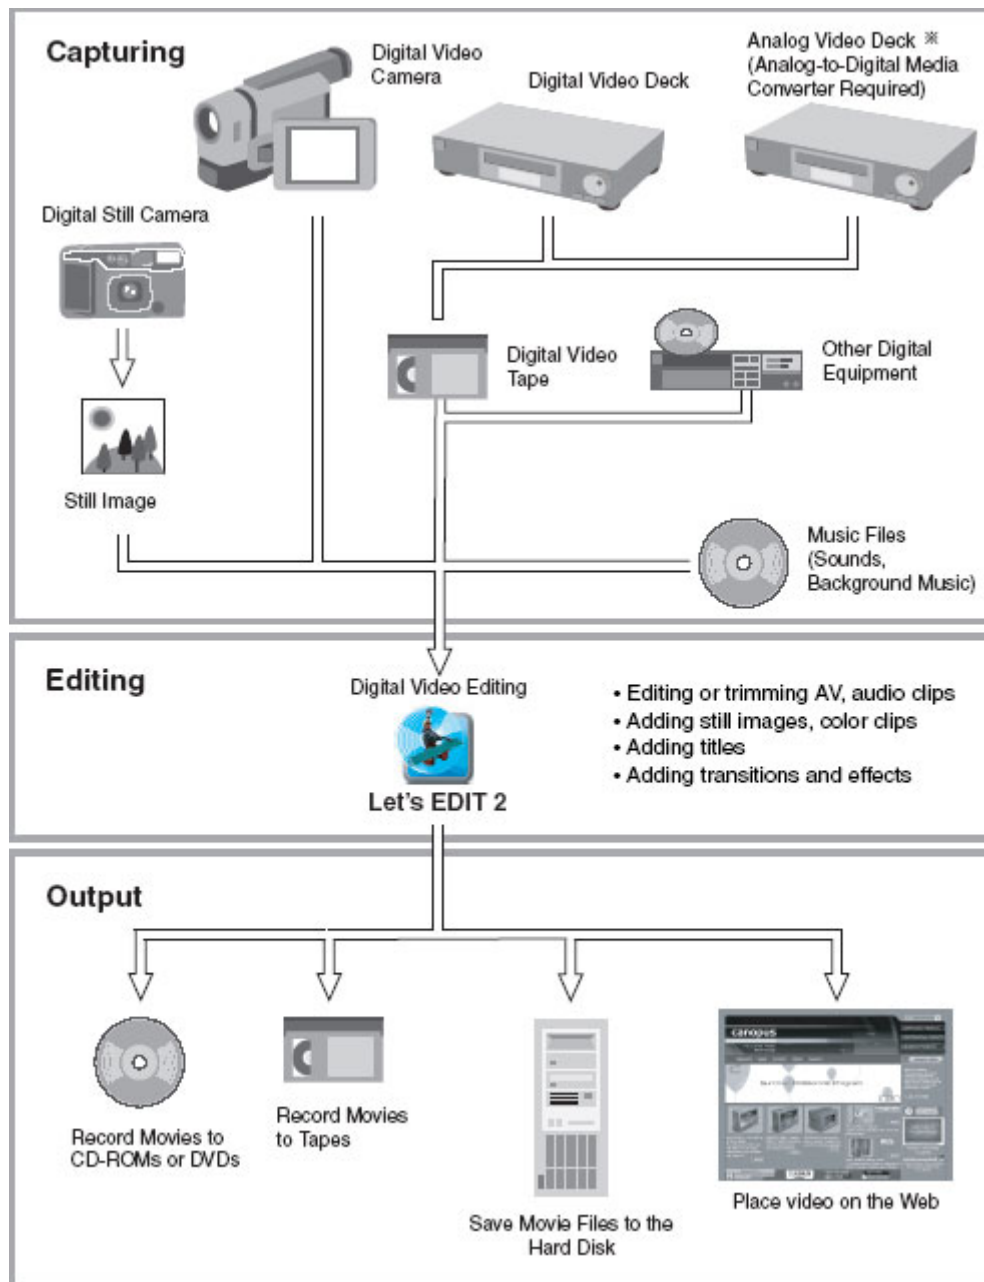 Capturing
Digital Video
Camera
Digital Video Deck
Analog Video Deck ※
(Analog-to-Digital Media
Converter Required)
Digital Still Camera
Digital Video
Tape
Other Digital
Equipment
Still Image
Music Files
(Sounds,
Background Music)
Editing
Digital Video Editing
Let's EDIT 2
• Editing or trimming AV, audio clips
• Adding still images, color clips
• Adding titles
• Adding transitions and effects
Output
Record Movies to
CD-ROMs or DVDs
Record Movies
to Tapes
Save Movie Files to the
Hard Disk
canopus
Place video on the Web